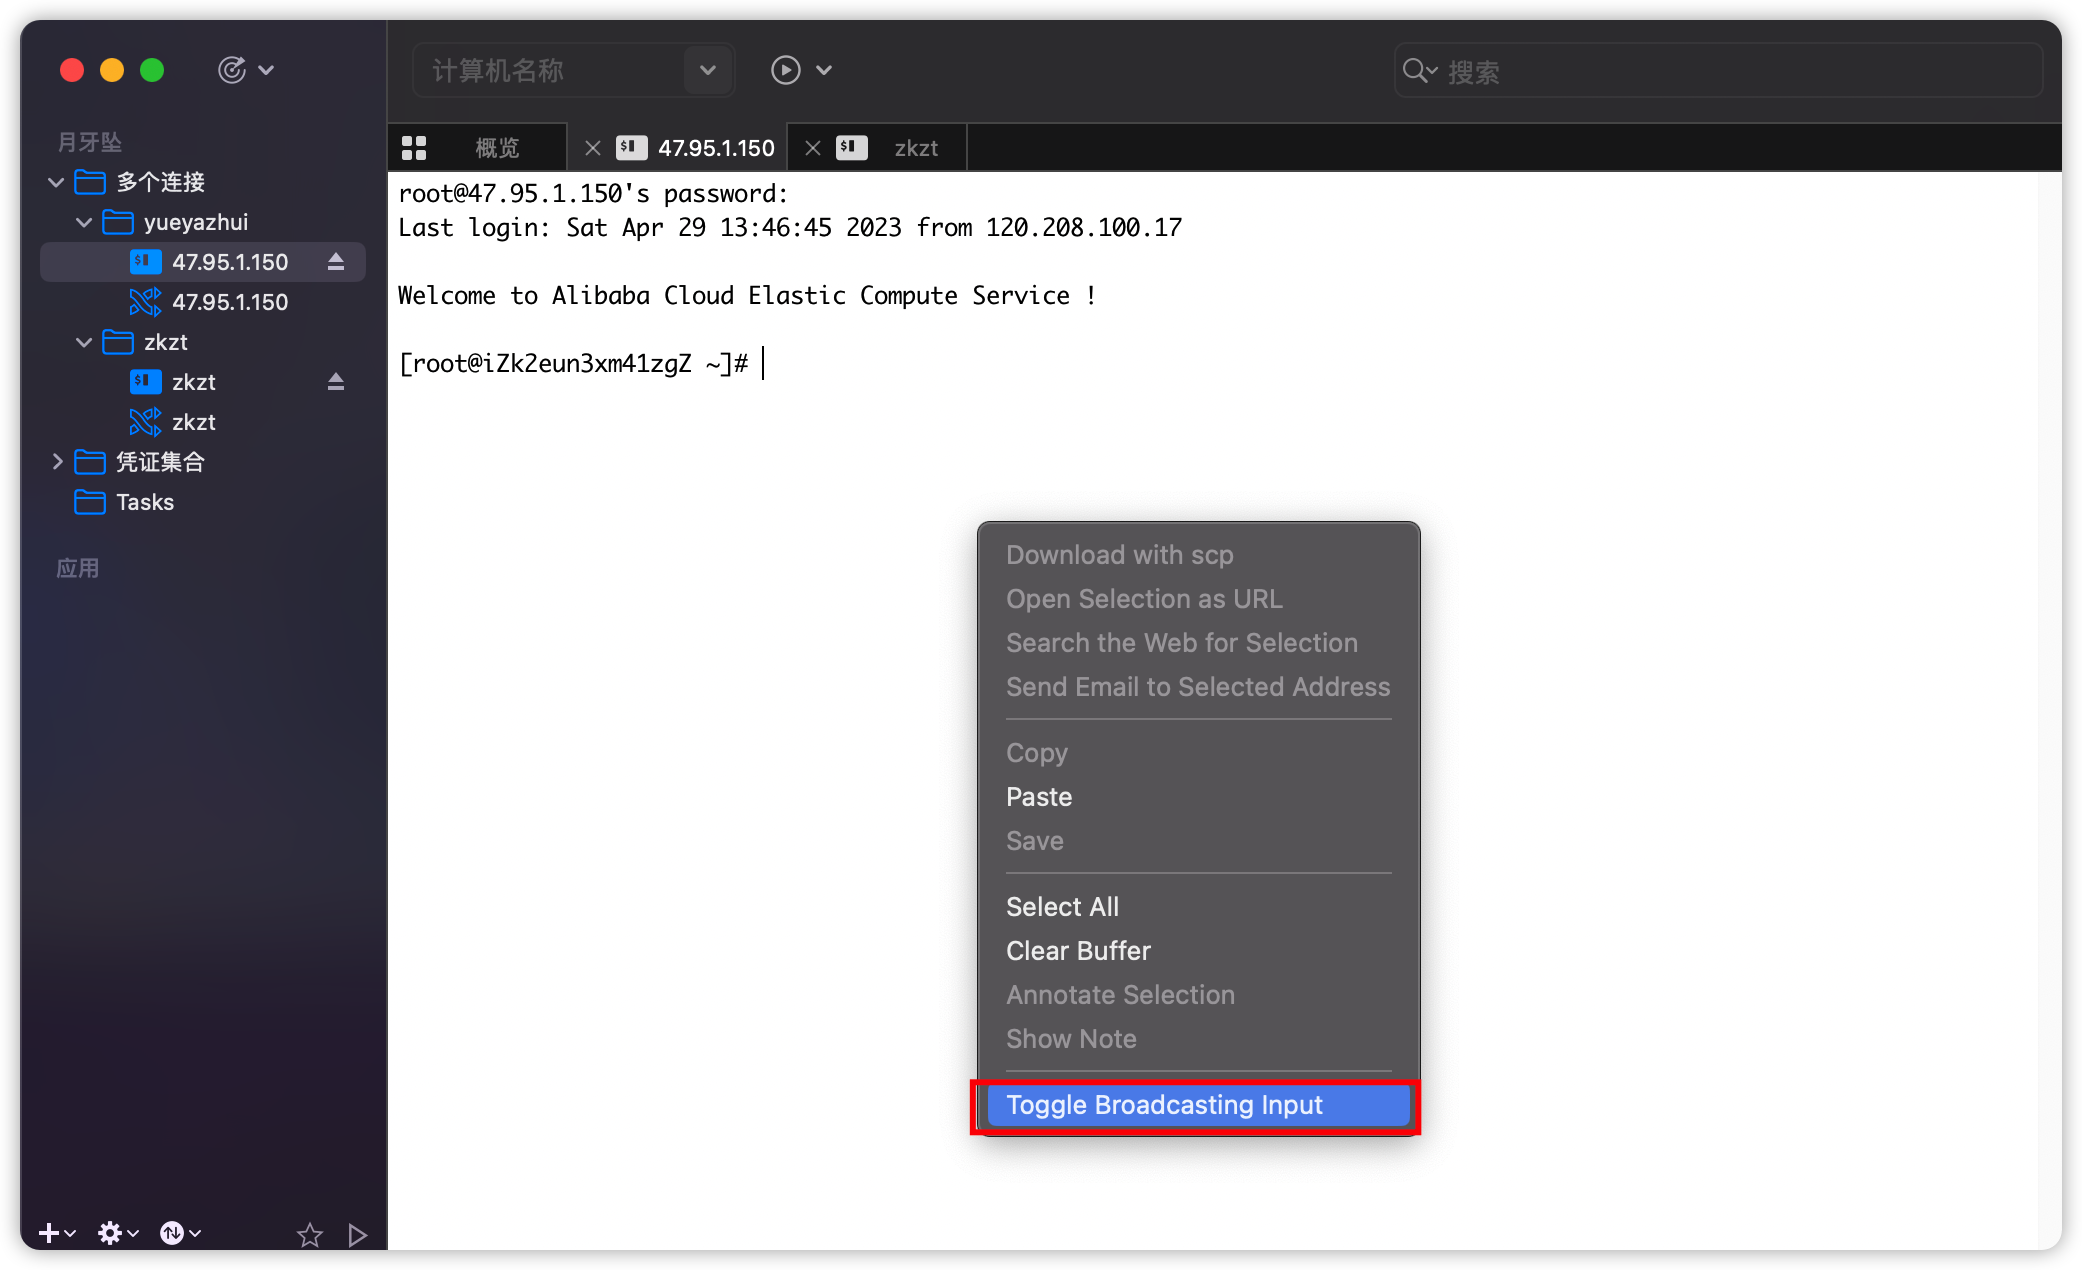 计算机名称
搜索
月牙坠
多个连接
yueyazhui
47.95.1.150
47.95.1.150
zkzt
zkzt
zkzt
凭证集合
Tasks
应用
概览
$ 47.95.1.150
$ zkzt
root@47.95.1.150's password:
Last login: Sat Apr 29 13:46:45 2023 from 120.208.100.17
Welcome to Alibaba Cloud Elastic Compute Service !
[root@iZk2eun3xm41zgZ ~]#
Download with scp
Open Selection as URL
Search the Web for Selection
Send Email to Selected Address
Copy
Paste
Save
Select All
Clear Buffer
Annotate Selection
Show Note
Toggle Broadcasting Input